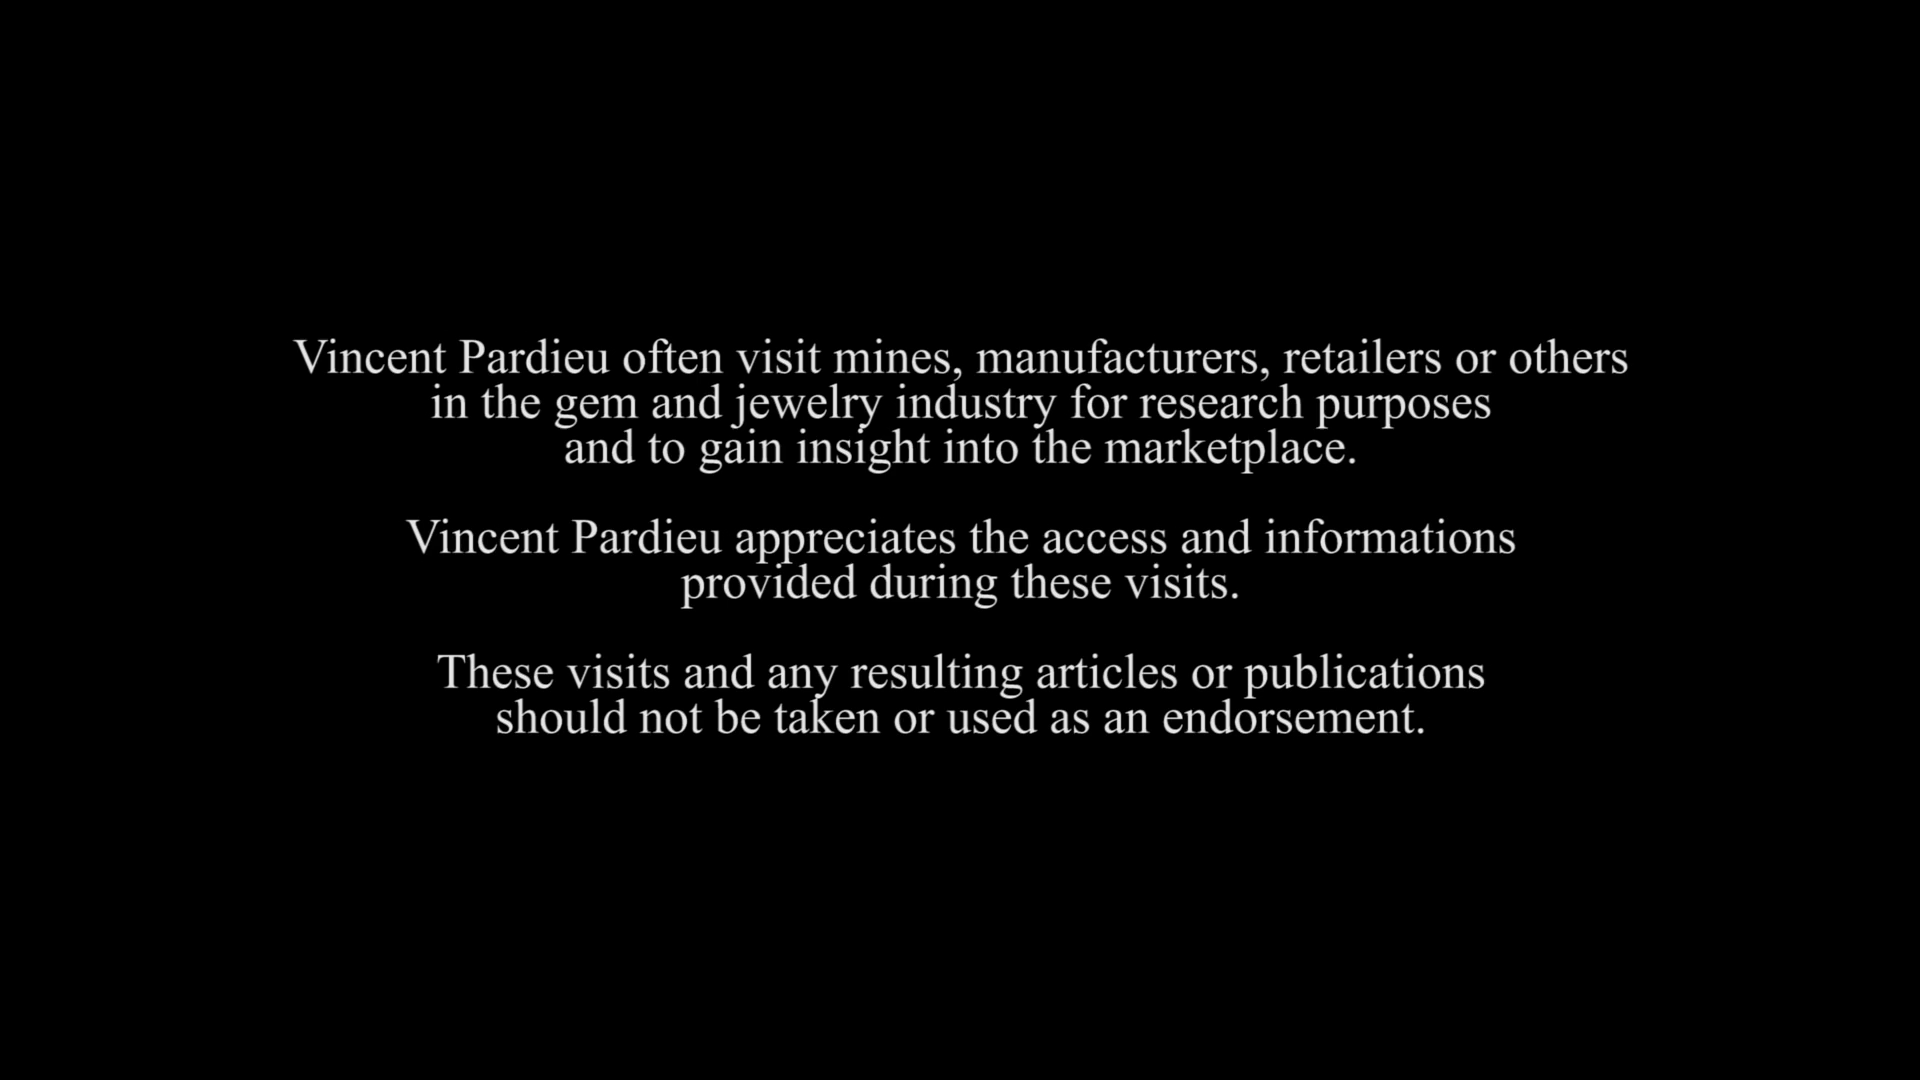 Vincent Pardieu often visit mines, manufacturers, retailers or others
in the gem and jewelry industry for research purposes
and to gain insight into the marketplace.
Vincent Pardieu appreciates the access and informations
provided during these visits.
These visits and any resulting articles or publications
should not be taken or used as an endorsement.